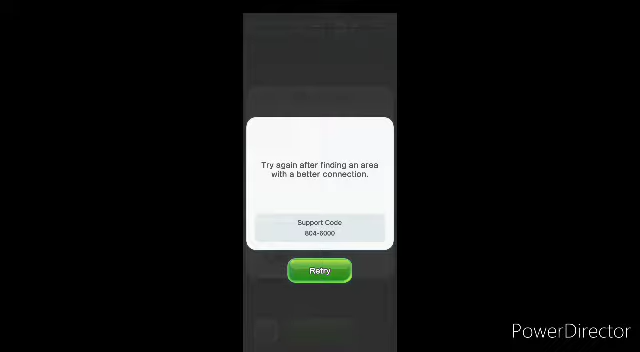 Try again after finding an area
with a better connection.
Support Code
804-6000
Retry
PowerDirector